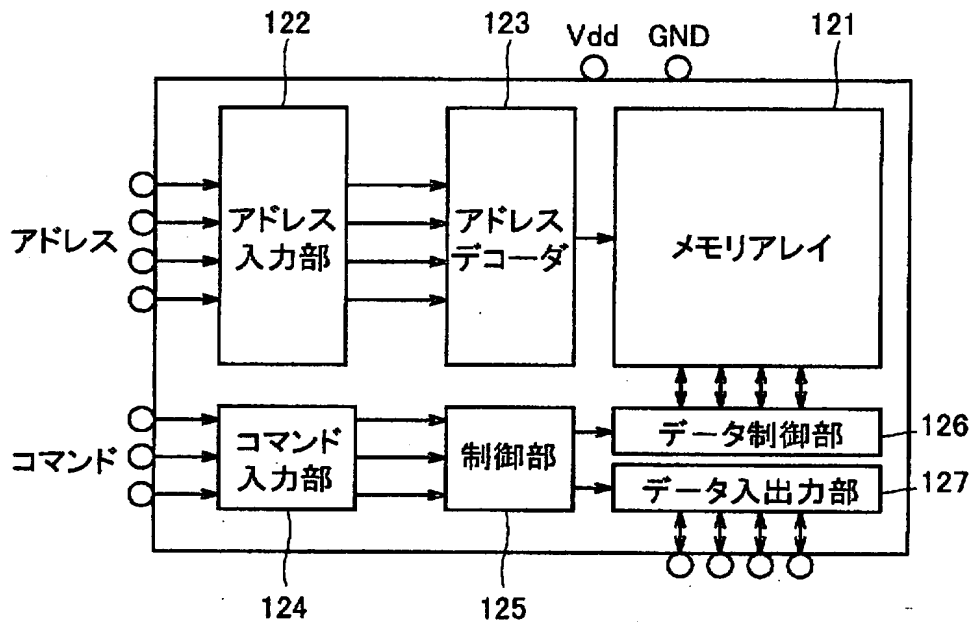 122
123
Vdd
GND
121
アドレス
アドレス
入力部
アドレス
デコーダ
メモリアレイ
コマンド
コマンド
入力部
制御部
データ制御部
126
データ入出力部
127
124
125